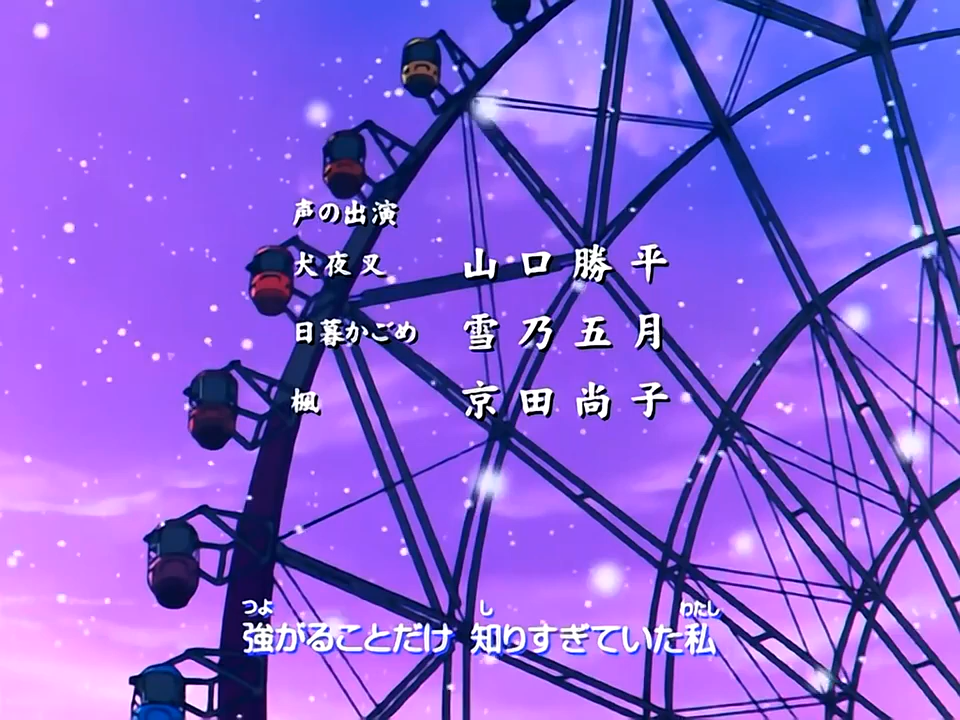 声の出演
犬夜叉 山口勝平
日暮かごめ 雪乃五月
楓 京田尚子
つよ し わたし
強がることだけ 知りすぎていた私